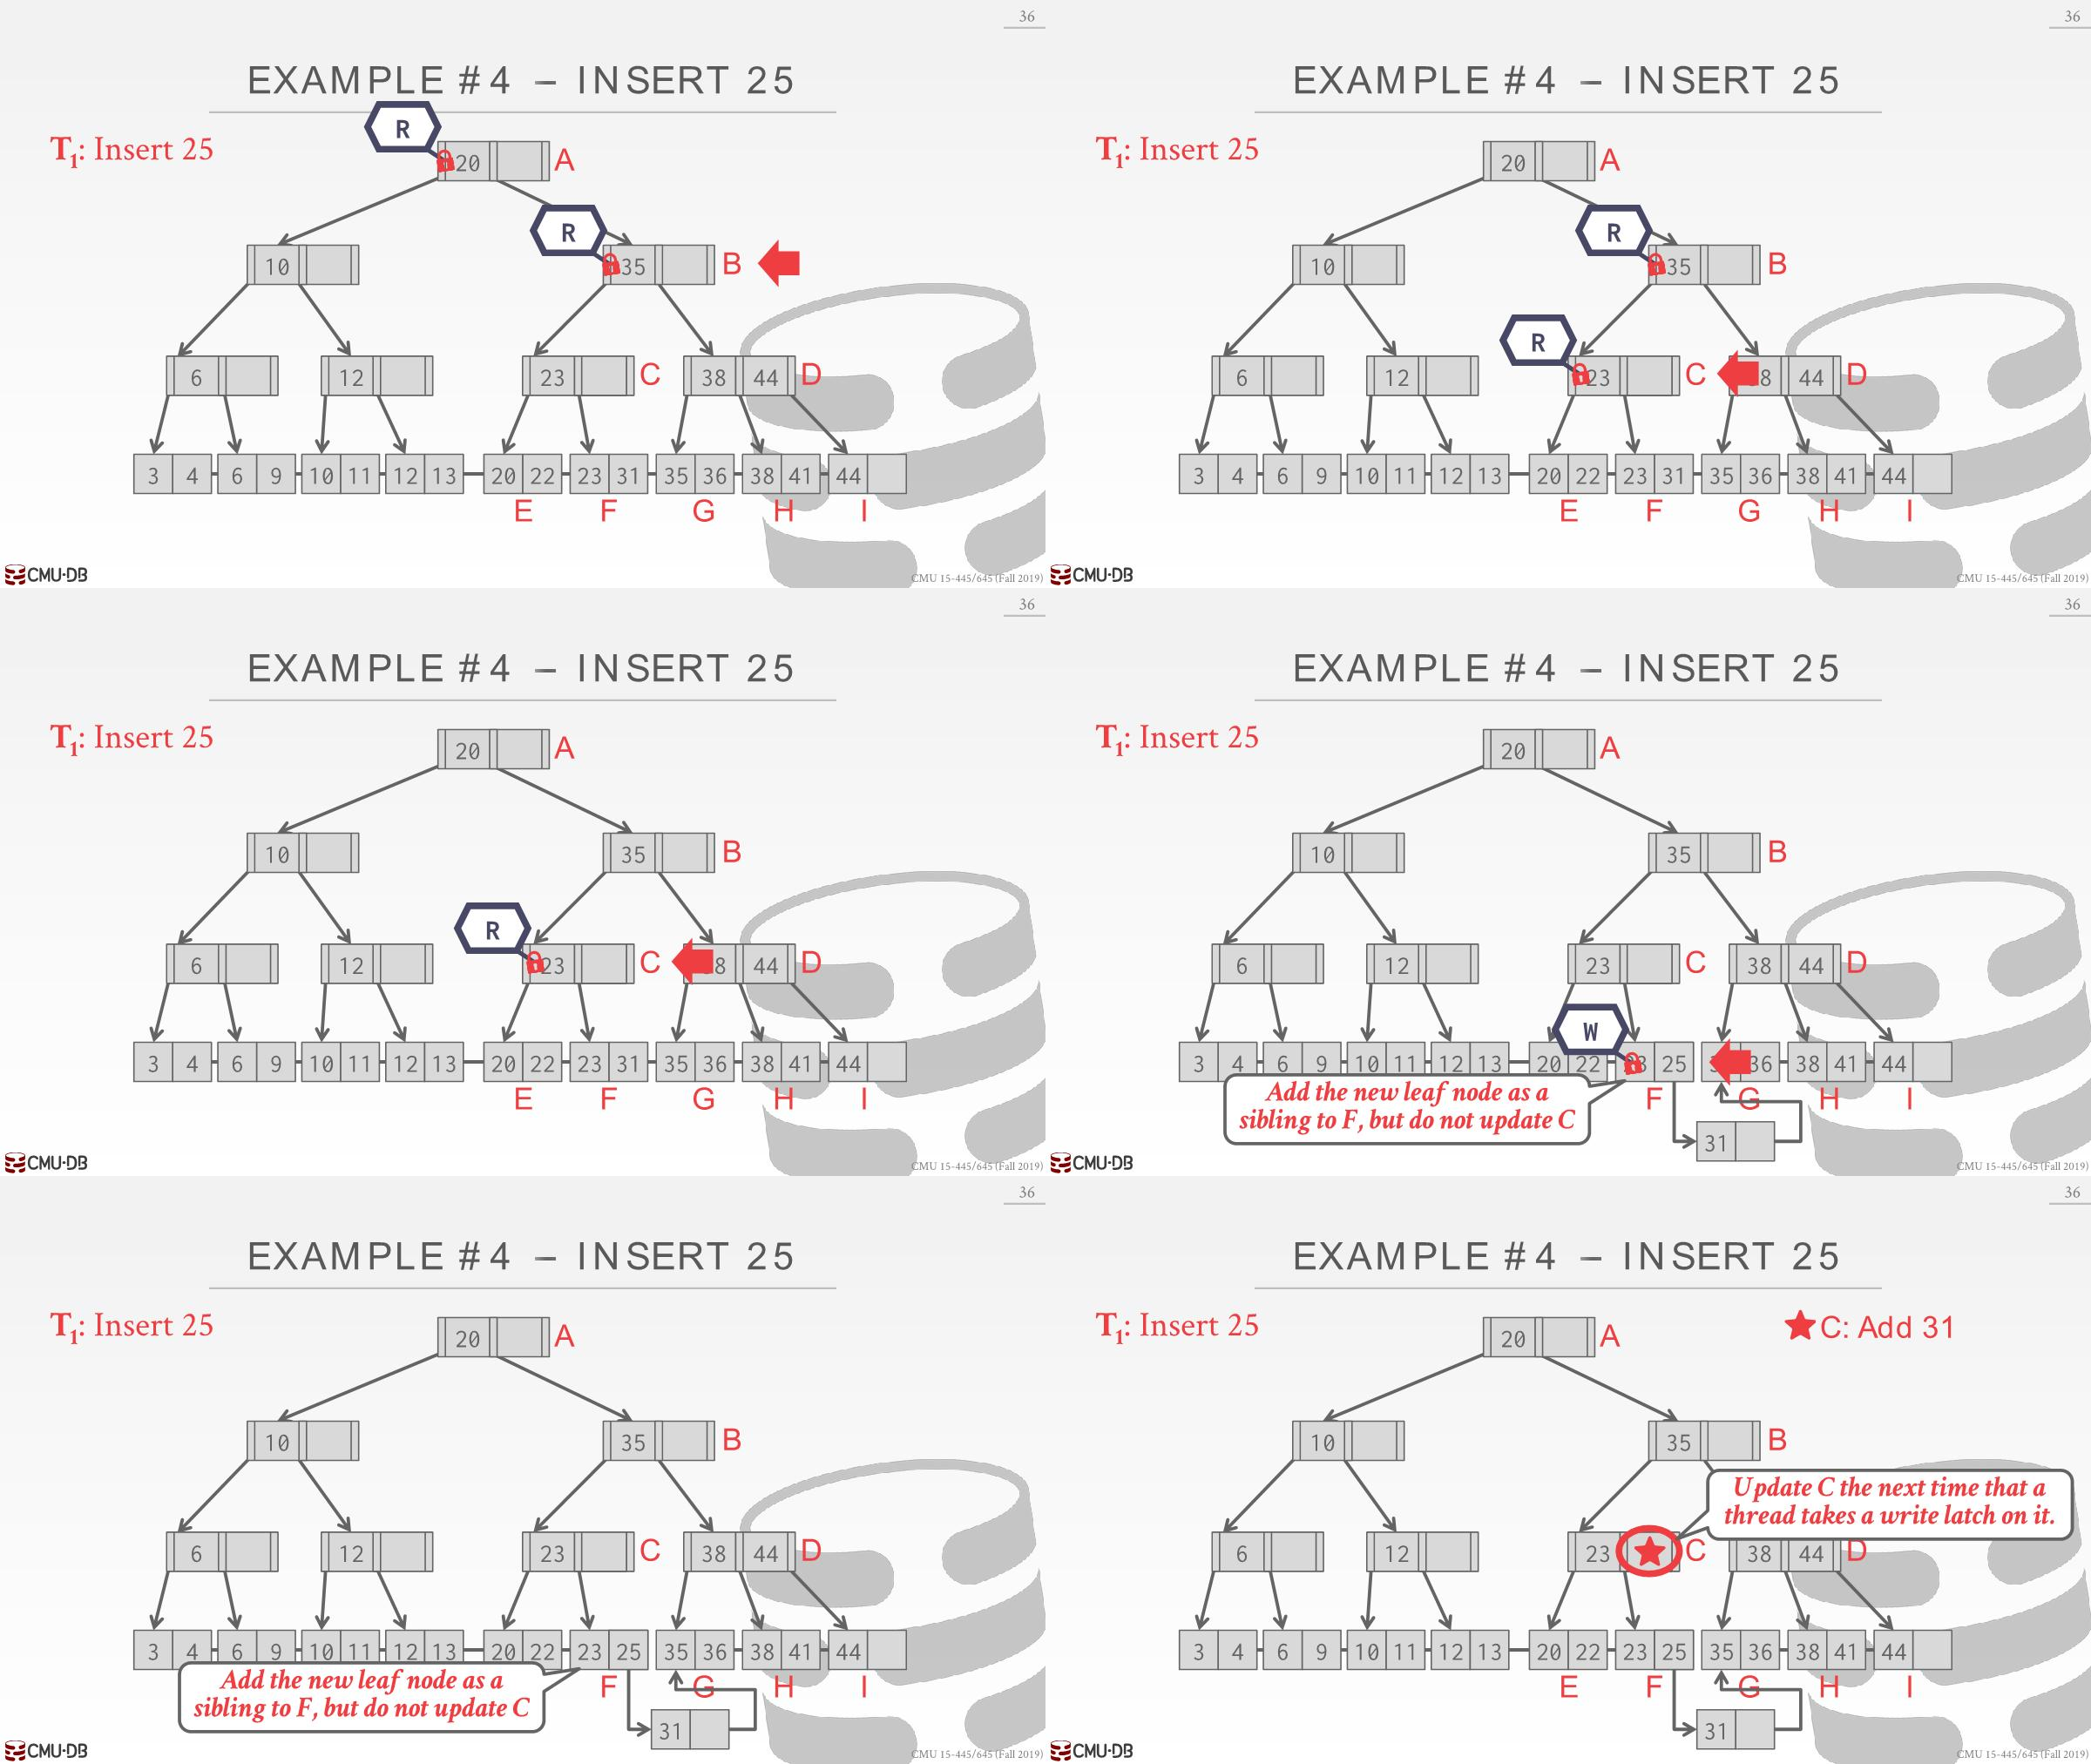 36
EXAMPLE #4 – INSERT 25
T1: Insert 25
R
20 A
R
10 35 B
6 12 23 C 38 44 D
3 4 6 9 10 11 12 13 20 22 23 31 35 36 38 41 44
E F G H I
CMU·DB
CMU 15-445/645 (Fall 2019)
36
EXAMPLE #4 – INSERT 25
T1: Insert 25
20 A
R
10 35 B
R
6 12 23 C 8 44 D
3 4 6 9 10 11 12 13 20 22 23 31 35 36 38 41 44
E F G H I
CMU·DB
CMU 15-445/645 (Fall 2019)
36
EXAMPLE #4 – INSERT 25
T1: Insert 25
20 A
10 35 B
R
6 12 23 C 8 44 D
3 4 6 9 10 11 12 13 20 22 23 31 35 36 38 41 44
E F G H I
CMU·DB
CMU 15-445/645 (Fall 2019)
36
EXAMPLE #4 – INSERT 25
T1: Insert 25
20 A
10 35 B
6 12 23 C 38 44 D
W
3 4 6 9 10 11 12 13 20 22 25 36 38 41 44
Add the new leaf node as a
sibling to F, but do not update C
F G H I
31
CMU·DB
CMU 15-445/645 (Fall 2019)
36
EXAMPLE #4 – INSERT 25
T1: Insert 25
20 A
10 35 B
6 12 23 C 38 44 D
3 4 6 9 10 11 12 13 20 22 23 25 35 36 38 41 44
Add the new leaf node as a
sibling to F, but do not update C
F G H I
31
CMU·DB
CMU 15-445/645 (Fall 2019)
36
EXAMPLE #4 – INSERT 25
T1: Insert 25
C: Add 31
20 A
10 35 B
Update C the next time that a
thread takes a write latch on it.
6 12 23 C 38 44 D
3 4 6 9 10 11 12 13 20 22 23 25 35 36 38 41 44
E F G H I
31
CMU·DB
CMU 15-445/645 (Fall 2019)